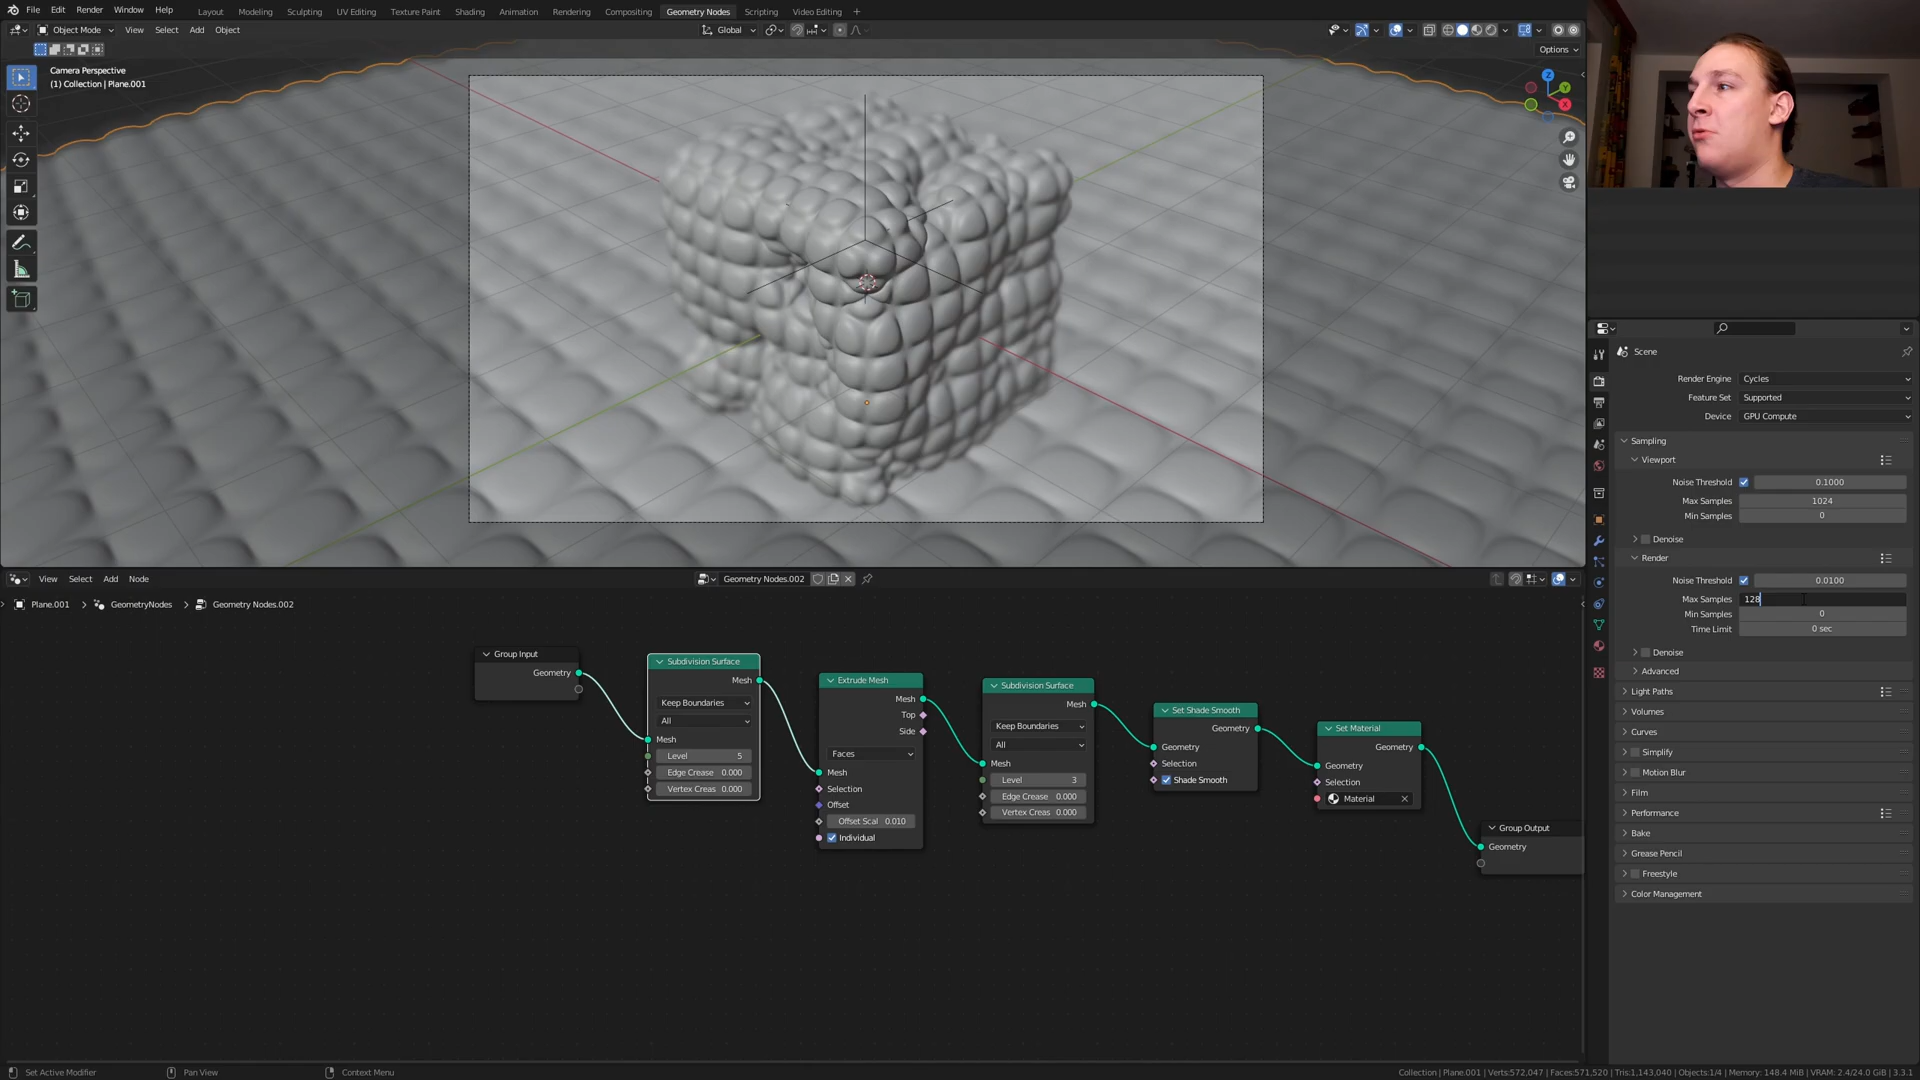 File Edit Render Window Help Layout Modeling Sculpting UV Editing Texture Paint Shading Animation Rendering Compositing Geometry Nodes Scripting Video Editing +
Object Mode View Select Add Object Global
Options
Camera Perspective
(1) Collection | Plane.001
Z
Y
X
Scene
Render Engine Cycles
Feature Set Supported
Device GPU Compute
Sampling
Viewport
Noise Threshold 0.1000
Max Samples 1024
Min Samples 0
Denoise
Render
Noise Threshold 0.0100
Max Samples 128
Min Samples 0
Time Limit 0 sec
Denoise
Advanced
Light Paths
Volumes
Curves
Simplify
Motion Blur
Film
Performance
Bake
Grease Pencil
Freestyle
Color Management
View Select Add Node Geometry Nodes.002
Plane.001 > GeometryNodes > Geometry Nodes.002
Group Input
Geometry
Subdivision Surface
Mesh
Keep Boundaries
All
Mesh
Level 5
Edge Crease 0.000
Vertex Creas 0.000
Extrude Mesh
Mesh
Top
Side
Faces
Mesh
Selection
Offset
Offset Scal 0.010
Individual
Subdivision Surface
Mesh
Keep Boundaries
All
Mesh
Level 3
Edge Crease 0.000
Vertex Creas 0.000
Set Shade Smooth
Geometry
Geometry
Selection
Shade Smooth
Set Material
Geometry
Geometry
Selection
Material
Group Output
Geometry
Set Active Modifier Pan View Context Menu Collection | Plane.001 | Verts:572,047 | Faces:571,520 | Tris:1,143,040 | Objects:1/4 | Memory: 148.4 MiB | VRAM: 2.4/24.0 GiB | 3.3.1